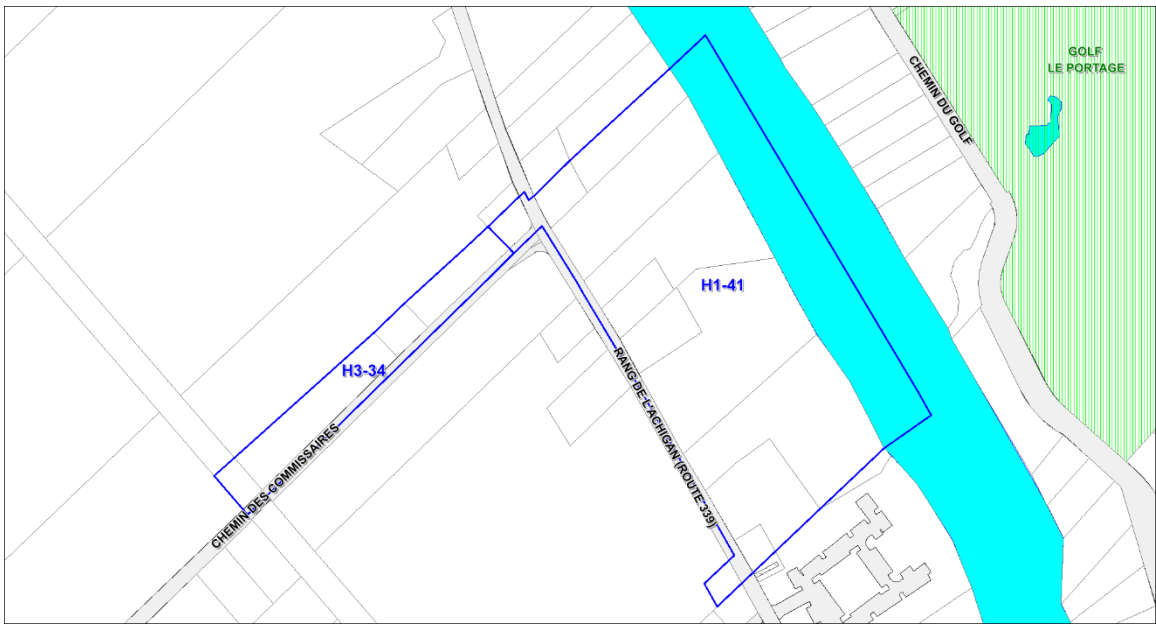 GOLF
LE PORTAGE
CHEMIN DU GOLF
H1-41
H3-34
RANG DE L'ACHIGAN (ROUTE 339)
CHEMIN DES COMMISSAIRES